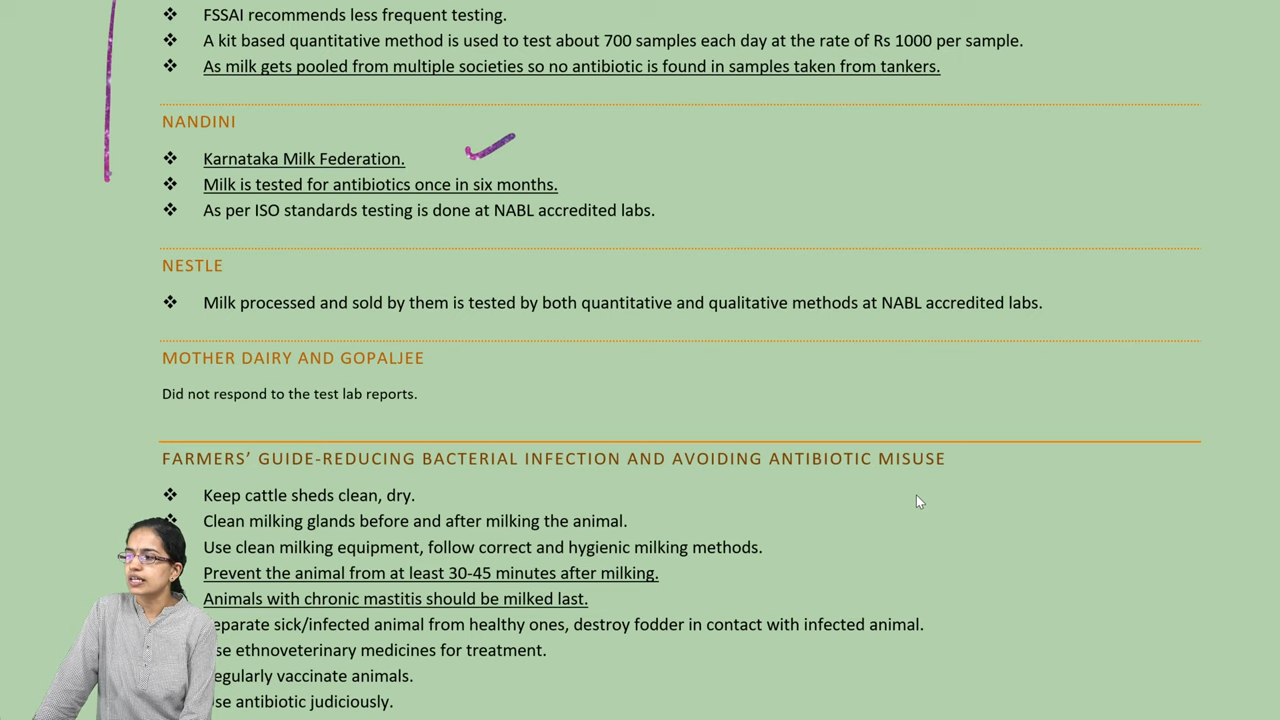 FSSAI recommends less frequent testing.
A kit based quantitative method is used to test about 700 samples each day at the rate of Rs 1000 per sample.
As milk gets pooled from multiple societies so no antibiotic is found in samples taken from tankers.
NANDINI
Karnataka Milk Federation.
Milk is tested for antibiotics once in six months.
As per ISO standards testing is done at NABL accredited labs.
NESTLE
Milk processed and sold by them is tested by both quantitative and qualitative methods at NABL accredited labs.
MOTHER DAIRY AND GOPALJEE
Did not respond to the test lab reports.
FARMERS’ GUIDE-REDUCING BACTERIAL INFECTION AND AVOIDING ANTIBIOTIC MISUSE
Keep cattle sheds clean, dry.
Clean milking glands before and after milking the animal.
Use clean milking equipment, follow correct and hygienic milking methods.
Prevent the animal from at least 30-45 minutes after milking.
Animals with chronic mastitis should be milked last.
sick/infected animal from healthy ones, destroy fodder in contact with infected animal.
ethnoveterinary medicines for treatment.
vaccinate animals.
antibiotic judiciously.